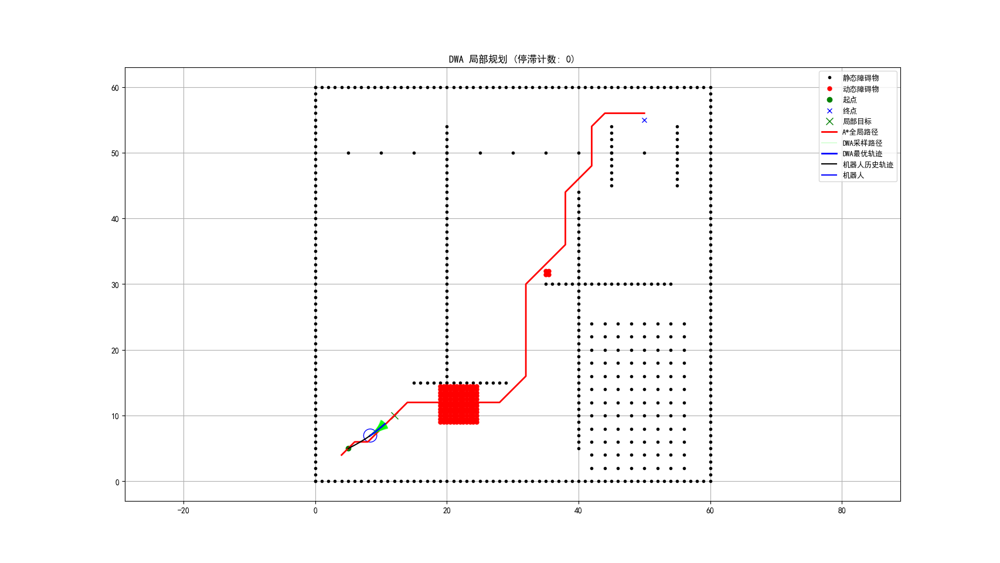 DWA 局部规划 (停滞计数: 0)
静态障碍物
动态障碍物
起点
终点
局部目标
A*全局路径
DWA采样路径
DWA最优轨迹
机器人历史轨迹
机器人
60
50
40
30
20
10
0
−20
0
20
40
60
80